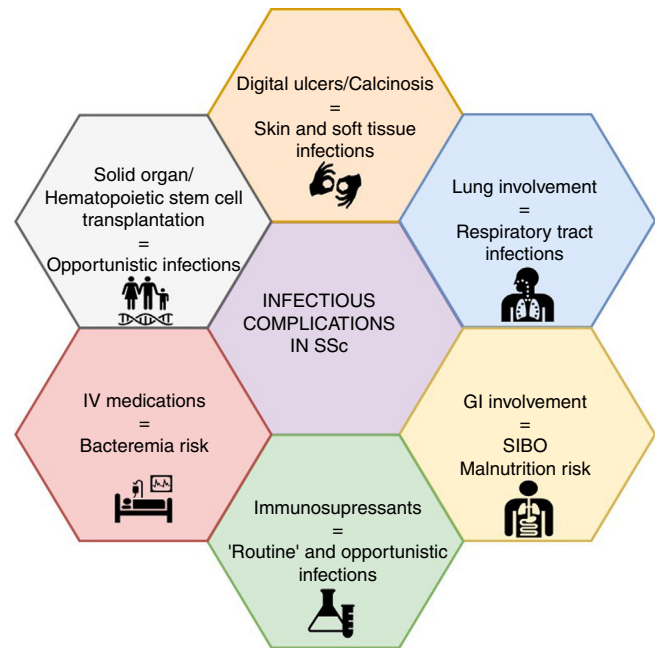 Digital ulcers/Calcinosis
=
Skin and soft tissue
infections
Lung involvement
=
Respiratory tract
infections
GI involvement
=
SIBO
Malnutrition risk
Immunosupressants
=
'Routine' and opportunistic
infections
IV medications
=
Bacteremia risk
Solid organ/
Hematopoietic stem cell
transplantation
=
Opportunistic infections
INFECTIOUS
COMPLICATIONS
IN SSc